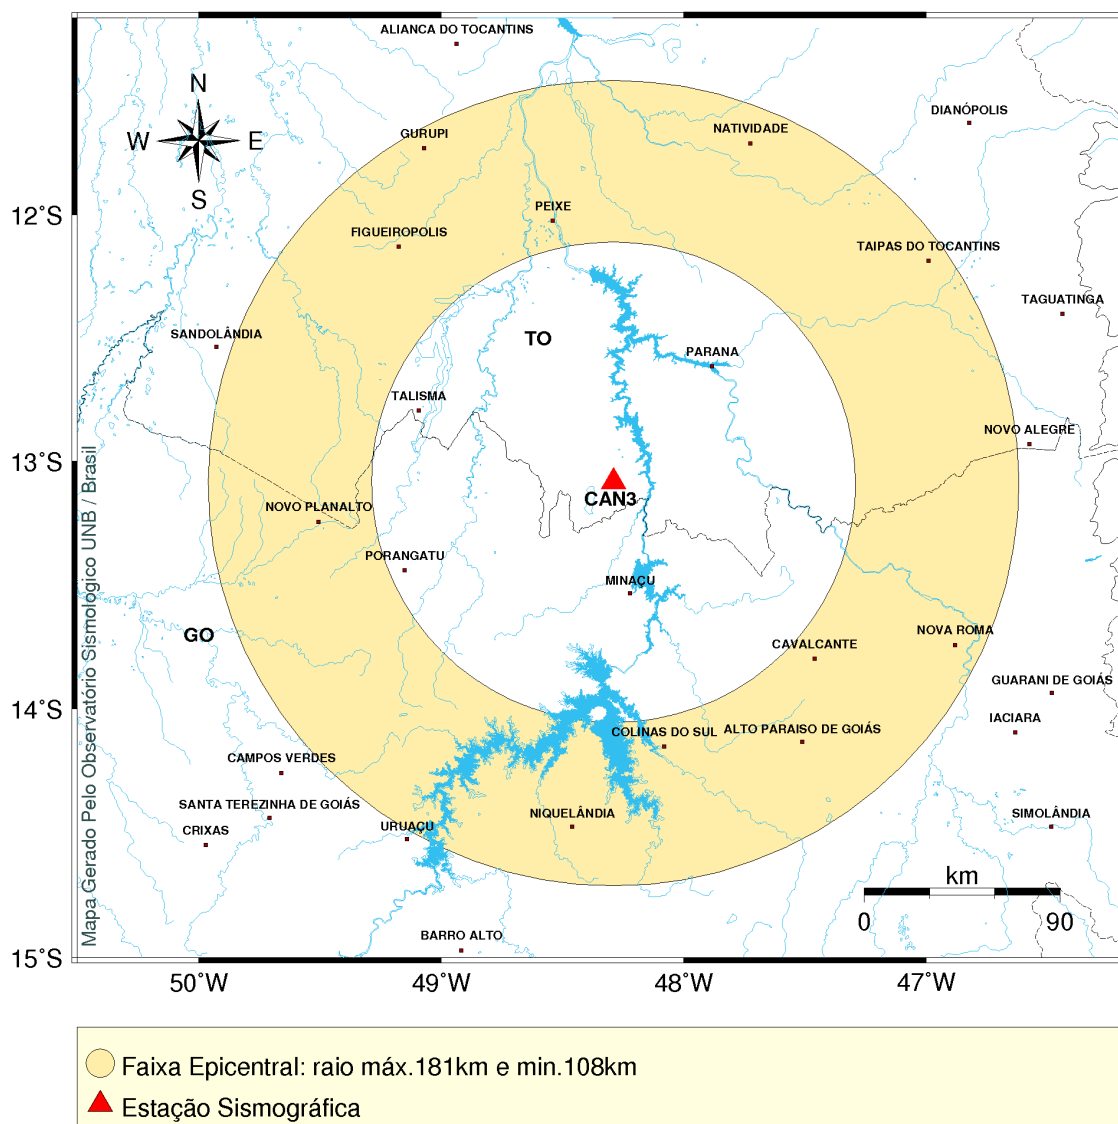 ALIANCA DO TOCANTINS
N
W
E
S
GURUPI
NATIVIDADE
DIANÓPOLIS
12°S
PEIXE
FIGUEIROPOLIS
TAIPAS DO TOCANTINS
TAGUATINGA
SANDOLÂNDIA
TO
PARANA
TALISMA
NOVO ALEGRE
13°S
CAN3
NOVO PLANALTO
PORANGATU
MINAÇU
GO
NOVA ROMA
CAVALCANTE
GUARANI DE GOIÁS
14°S
IACIARA
COLINAS DO SUL
ALTO PARAISO DE GOIÁS
CAMPOS VERDES
SANTA TEREZINHA DE GOIÁS
NIQUELÂNDIA
SIMOLÂNDIA
CRIXAS
URUAÇU
km
0
90
BARRO ALTO
15°S
Mapa Gerado Pelo Observatório Sismologico UNB / Brasil
50°W
49°W
48°W
47°W
Faixa Epicentral: raio máx.181km e min.108km
Estação Sismográfica